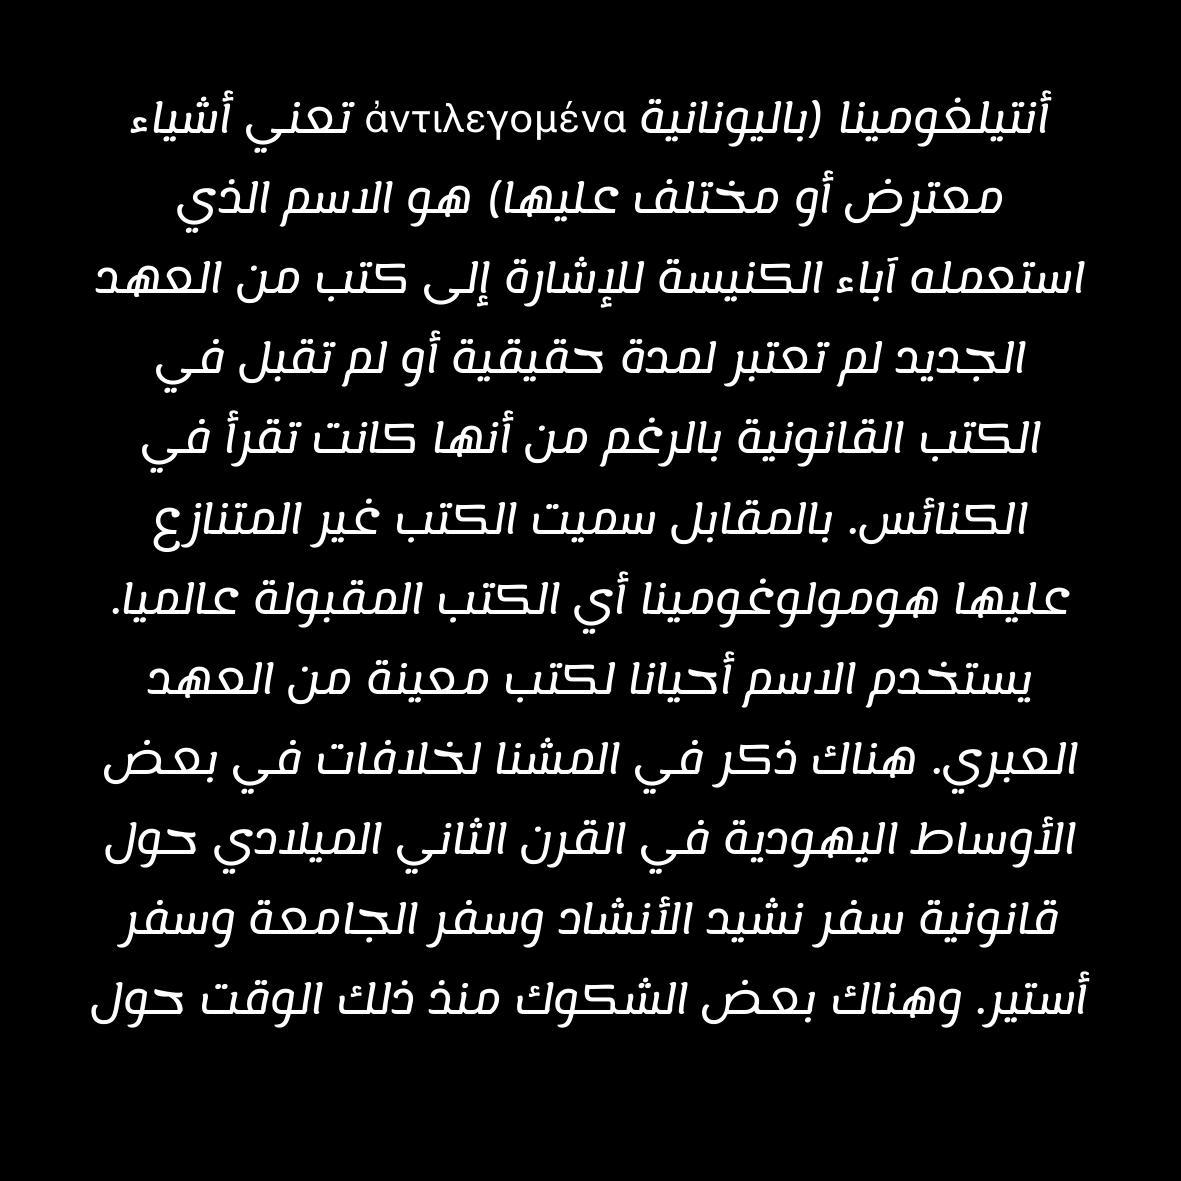 أنتيلغومينا (باليونانية ἀντιλεγομένα تعني أشياء
معترض أو مختلف عليها) هو الاسم الذي
استعمله آباء الكنيسة للإشارة إلى كتب من العهد
الجديد لم تعتبر لمدة حقيقية أو لم تقبل في
الكتب القانونية بالرغم من أنها كانت تقرأ في
الكنائس. بالمقابل سميت الكتب غير المتنازع
عليها هومولوغومينا أي الكتب المقبولة عالميا.
يستخدم الاسم أحيانا لكتب معينة من العهد
العبري. هناك ذكر في المشنا لخلافات في بعض
الأوساط اليهودية في القرن الثاني الميلادي حول
قانونية سفر نشيد الأنشاد وسفر الجامعة وسفر
أستير. وهناك بعض الشكوك منذ ذلك الوقت حول